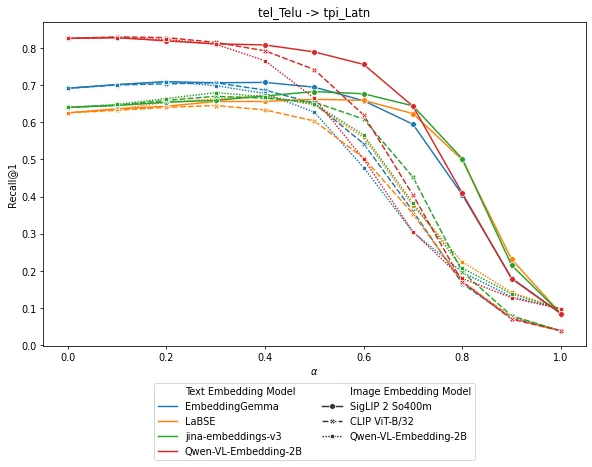 tel_Telu -> tpi_Latn
Recall@1
0.8
0.7
0.6
0.5
0.4
0.3
0.2
0.1
0.0
0.0 0.2 0.4 0.6 0.8 1.0
α
Text Embedding Model
EmbeddingGemma
LaBSE
jina-embeddings-v3
Qwen-VL-Embedding-2B
Image Embedding Model
SigLIP 2 So400m
CLIP ViT-B/32
Qwen-VL-Embedding-2B